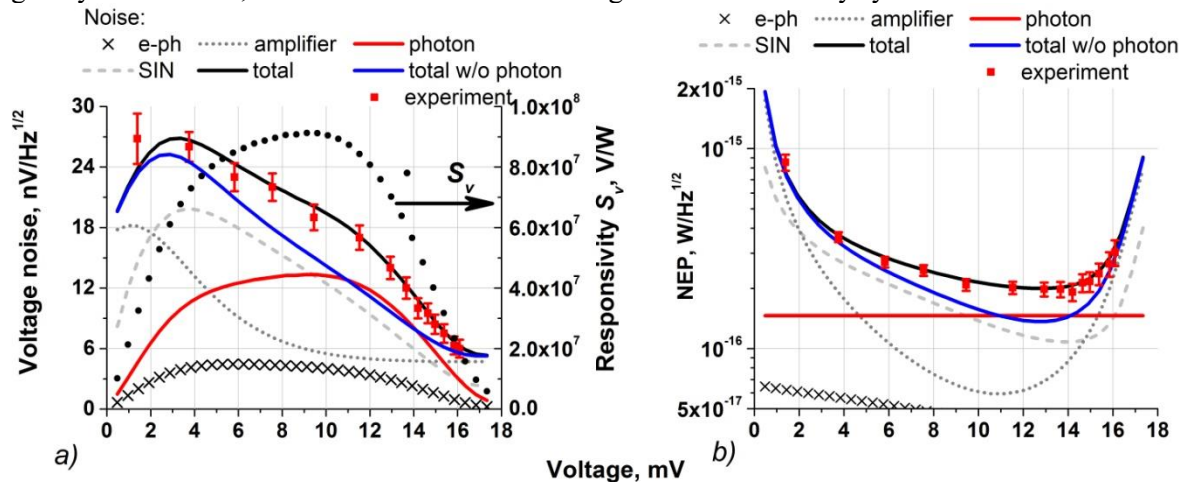 Noise:
e-ph amplifier photon
SIN total total w/o photon
experiment
30
24
18
12
6
0
Voltage noise, nV/Hz1/2
1.0x10⁸
8.0x10⁷
6.0x10⁷
4.0x10⁷
2.0x10⁷
0.0
Responsivity Sᵥ, V/W
Sᵥ
0 2 4 6 8 10 12 14 16 18
a)
e-ph amplifier photon
SIN total total w/o photon
experiment
2x10⁻¹⁵
10⁻¹⁵
10⁻¹⁶
5x10⁻¹⁷
NEP, W/Hz1/2
0 2 4 6 8 10 12 14 16 18
b)
Voltage, mV